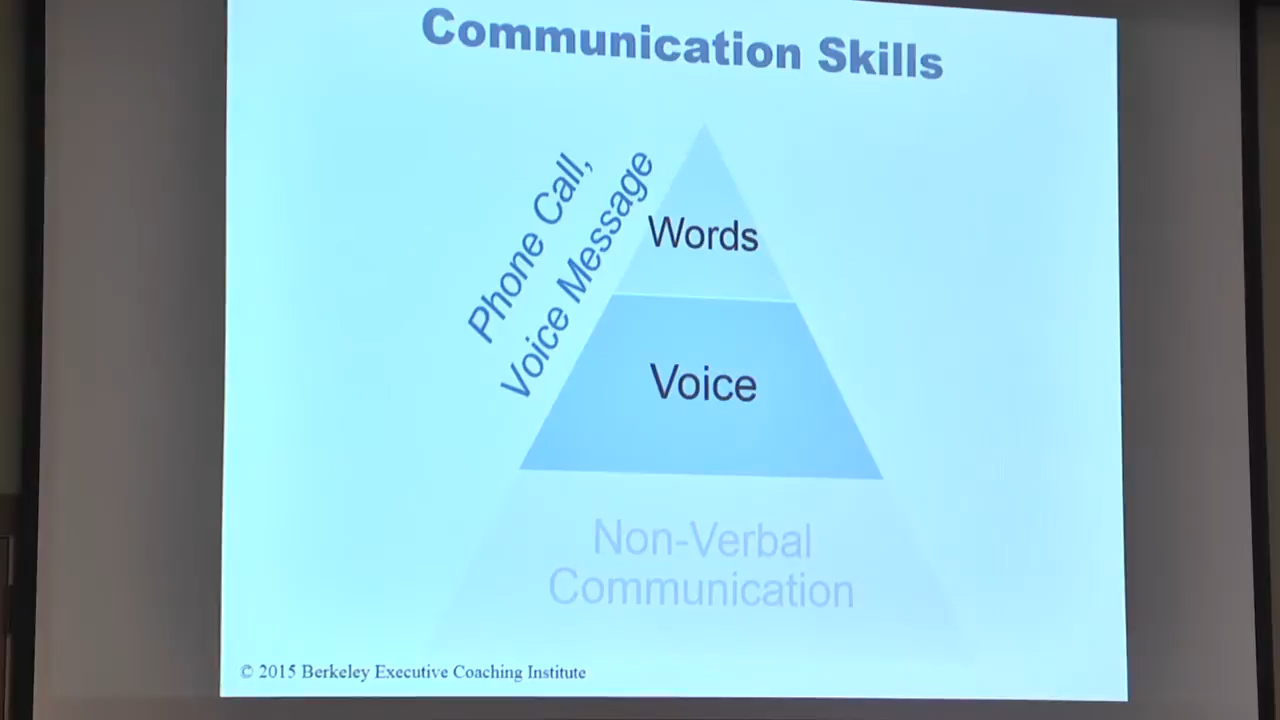 Communication Skills
Phone Call,
Voice Message
Words
Voice
Non-Verbal
Communication
© 2015 Berkeley Executive Coaching Institute